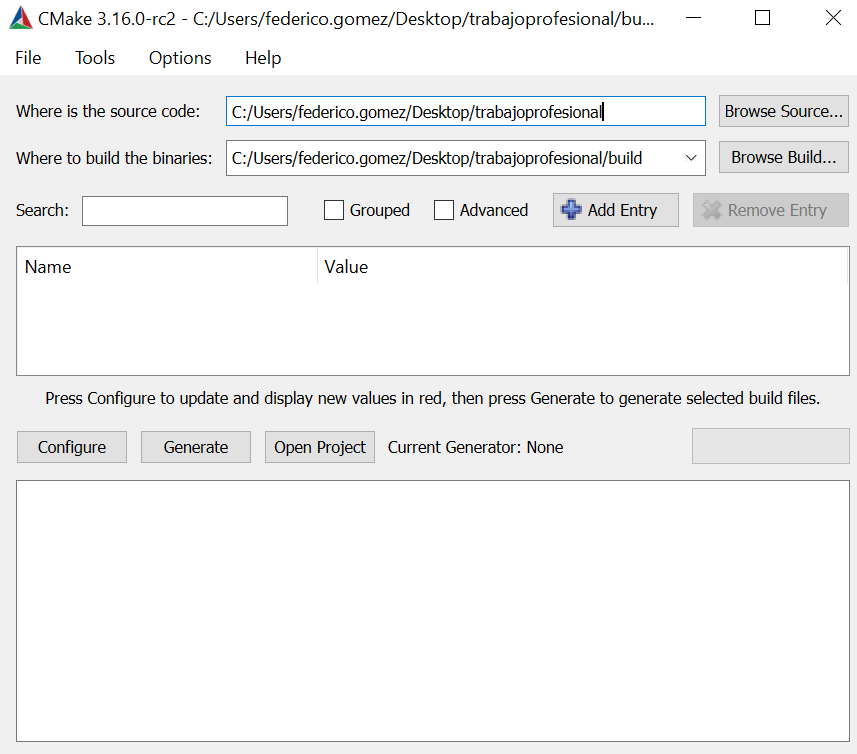 CMake 3.16.0-rc2 - C:/Users/federico.gomez/Desktop/trabajoprofesional/bu...
File Tools Options Help
Where is the source code: C:/Users/federico.gomez/Desktop/trabajoprofesional Browse Source...
Where to build the binaries: C:/Users/federico.gomez/Desktop/trabajoprofesional/build Browse Build...
Search: Grouped Advanced Add Entry Remove Entry
Name Value
Press Configure to update and display new values in red, then press Generate to generate selected build files.
Configure Generate Open Project Current Generator: None